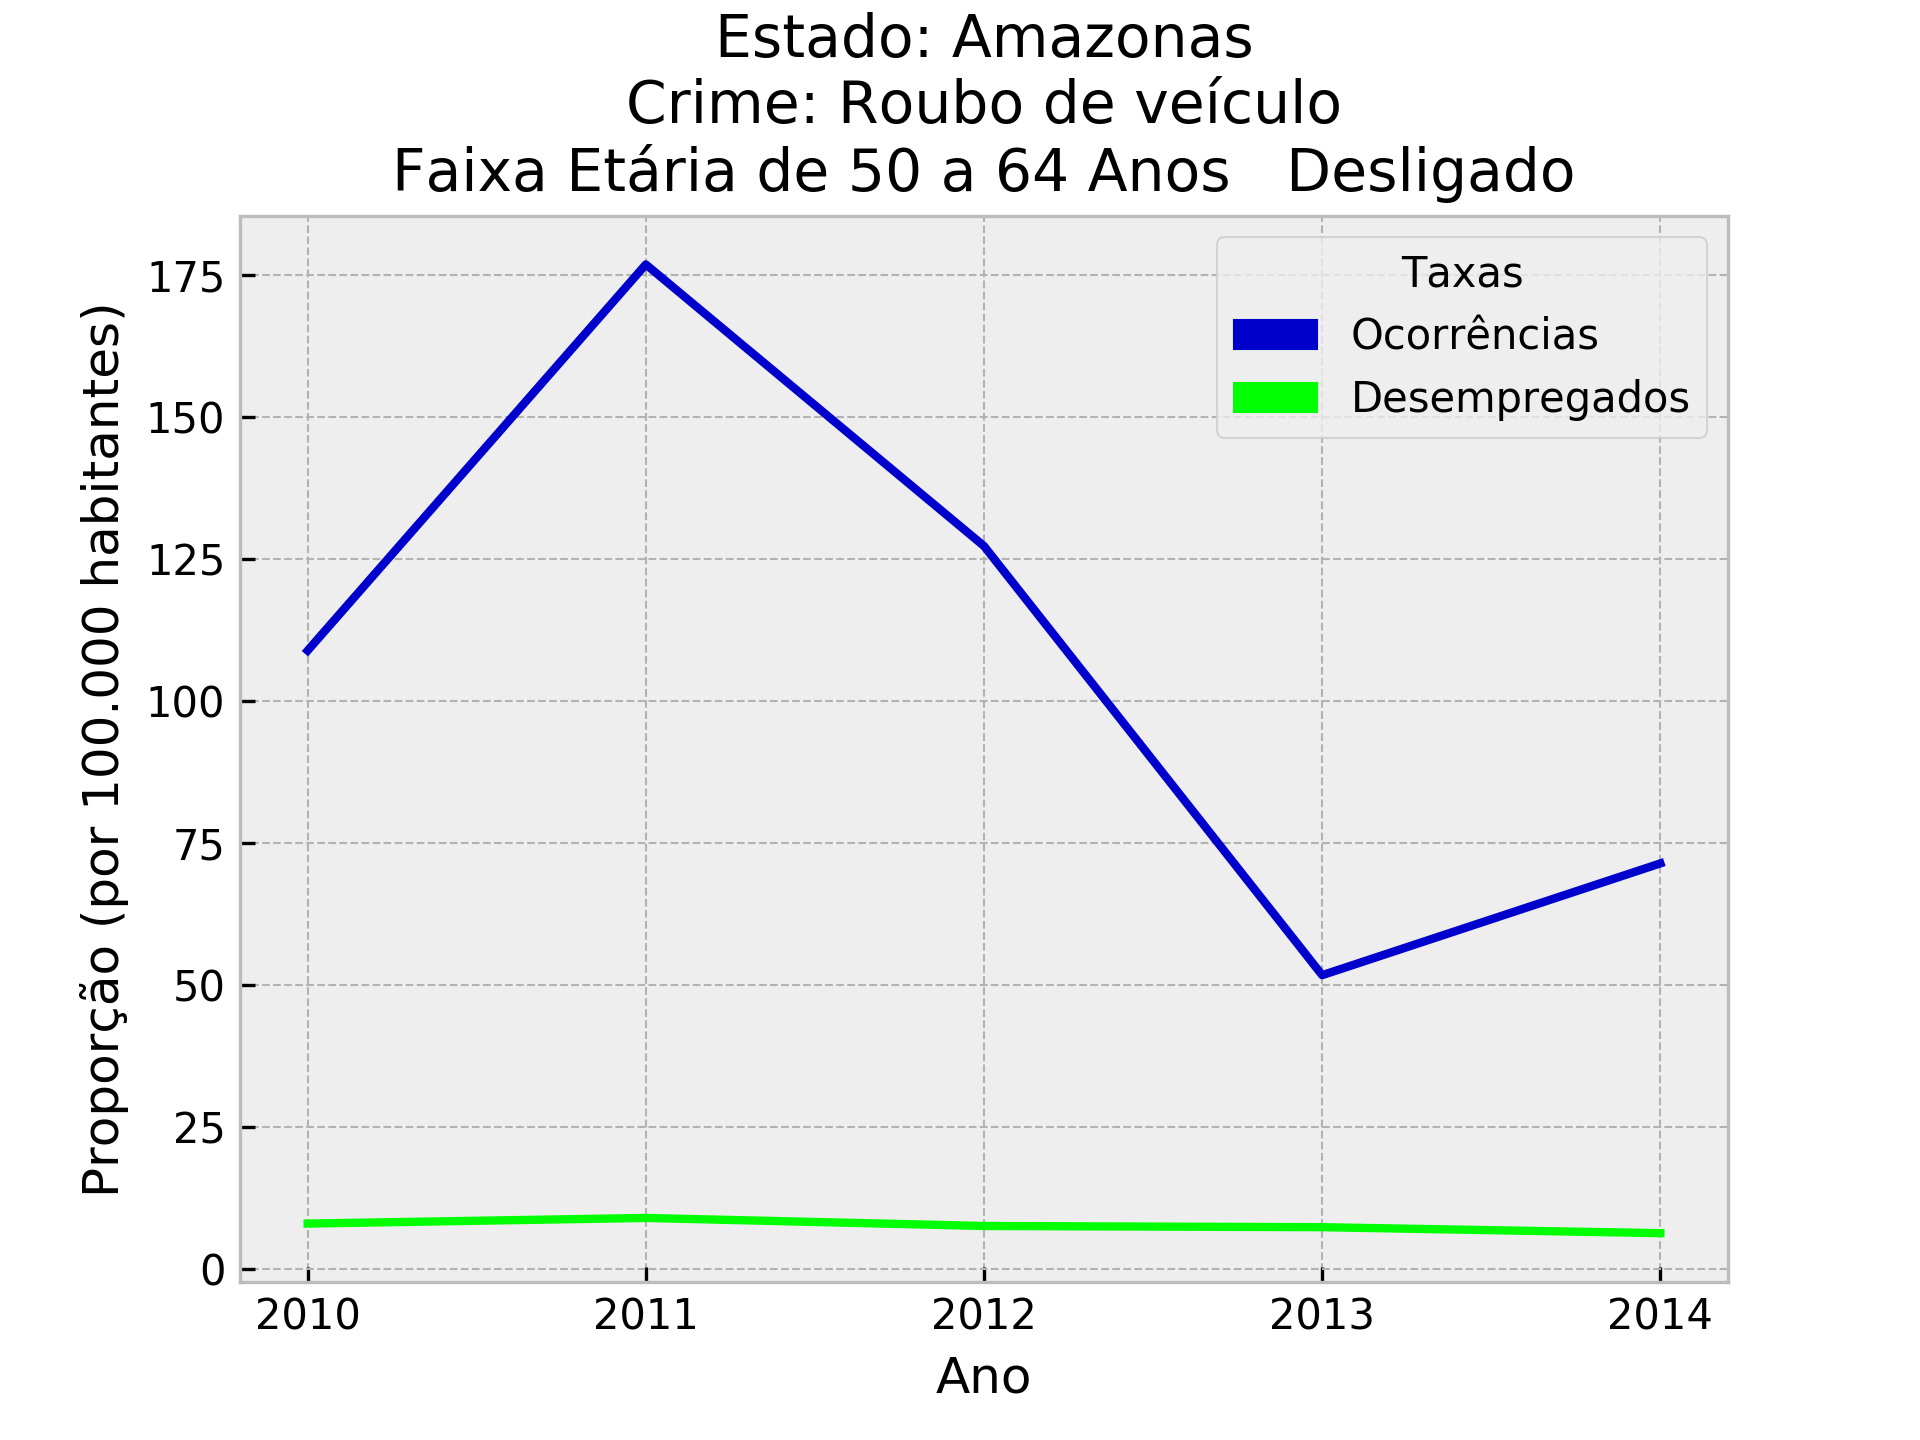 Estado: Amazonas
Crime: Roubo de veículo
Faixa Etária de 50 a 64 Anos   Desligado
Taxas
Ocorrências
Desempregados
Proporção (por 100.000 habitantes)
175
150
125
100
75
50
25
0
2010
2011
2012
2013
2014
Ano